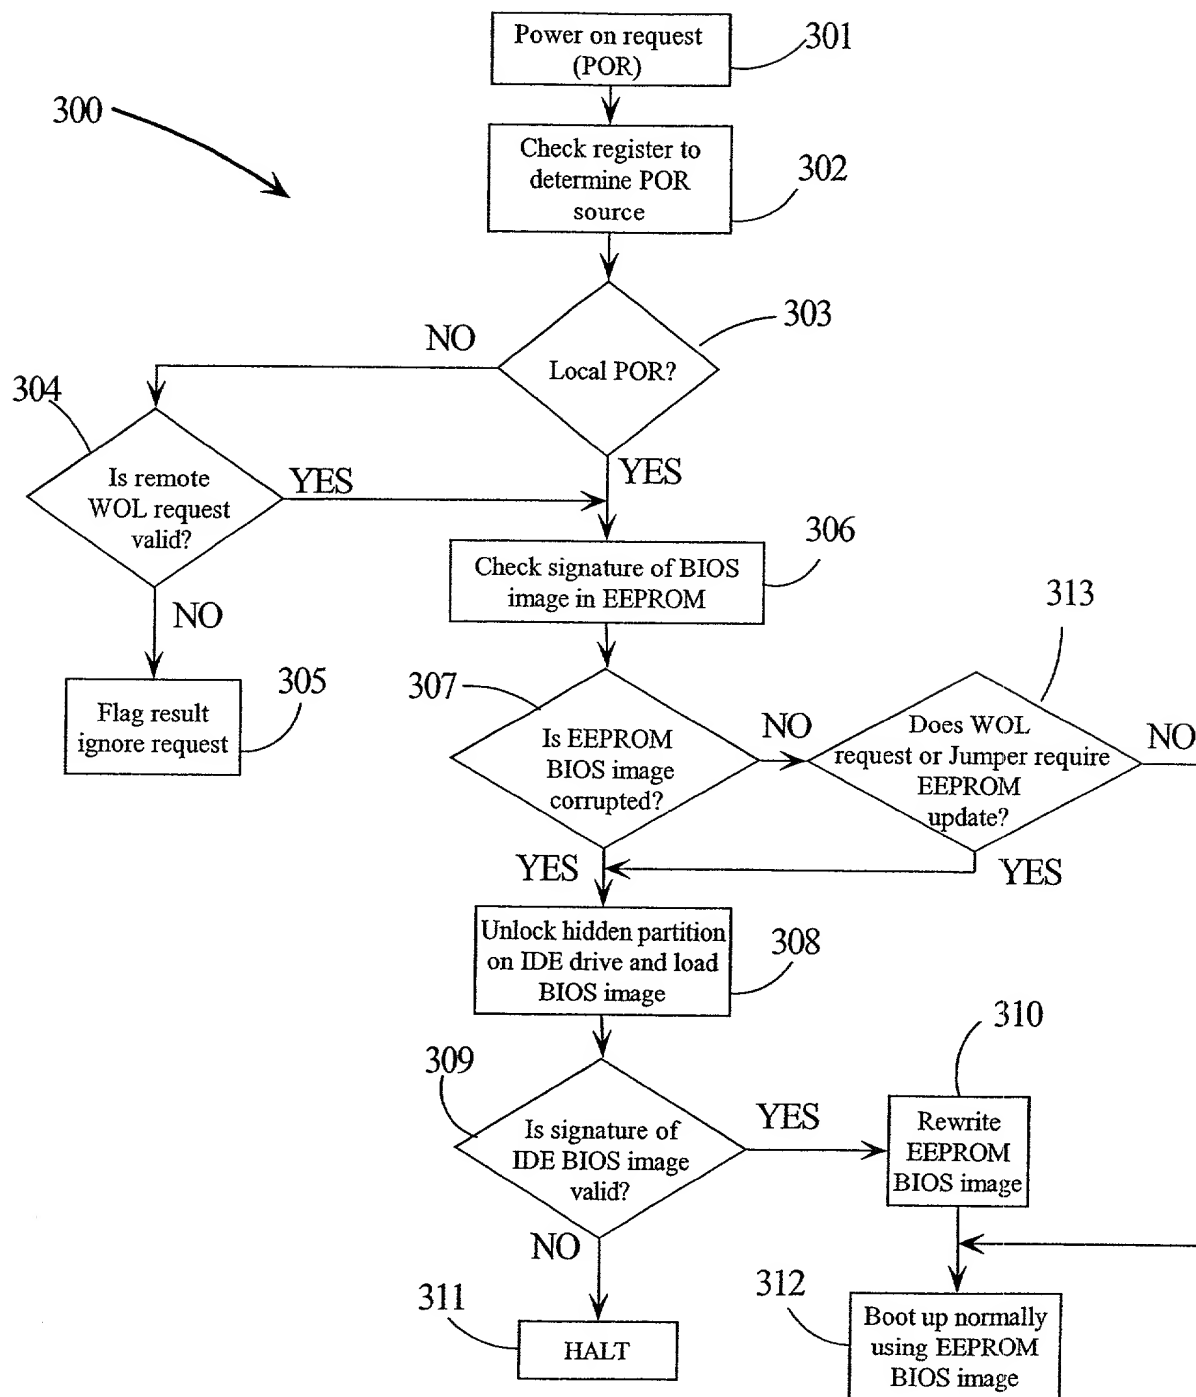 Power on request
(POR)
301
300
Check register to
determine POR
source
302
303
NO
Local POR?
304
YES
Is remote
WOL request
valid?
YES
306
Check signature of BIOS
image in EEPROM
313
NO
305
Flag result
ignore request
307
NO
Does WOL
request or Jumper require
EEPROM
update?
NO
Is EEPROM
BIOS image
corrupted?
YES
YES
Unlock hidden partition
on IDE drive and load
BIOS image
308
310
309
YES
Rewrite
EEPROM
BIOS image
Is signature of
IDE BIOS image
valid?
NO
311
HALT
312
Boot up normally
using EEPROM
BIOS image